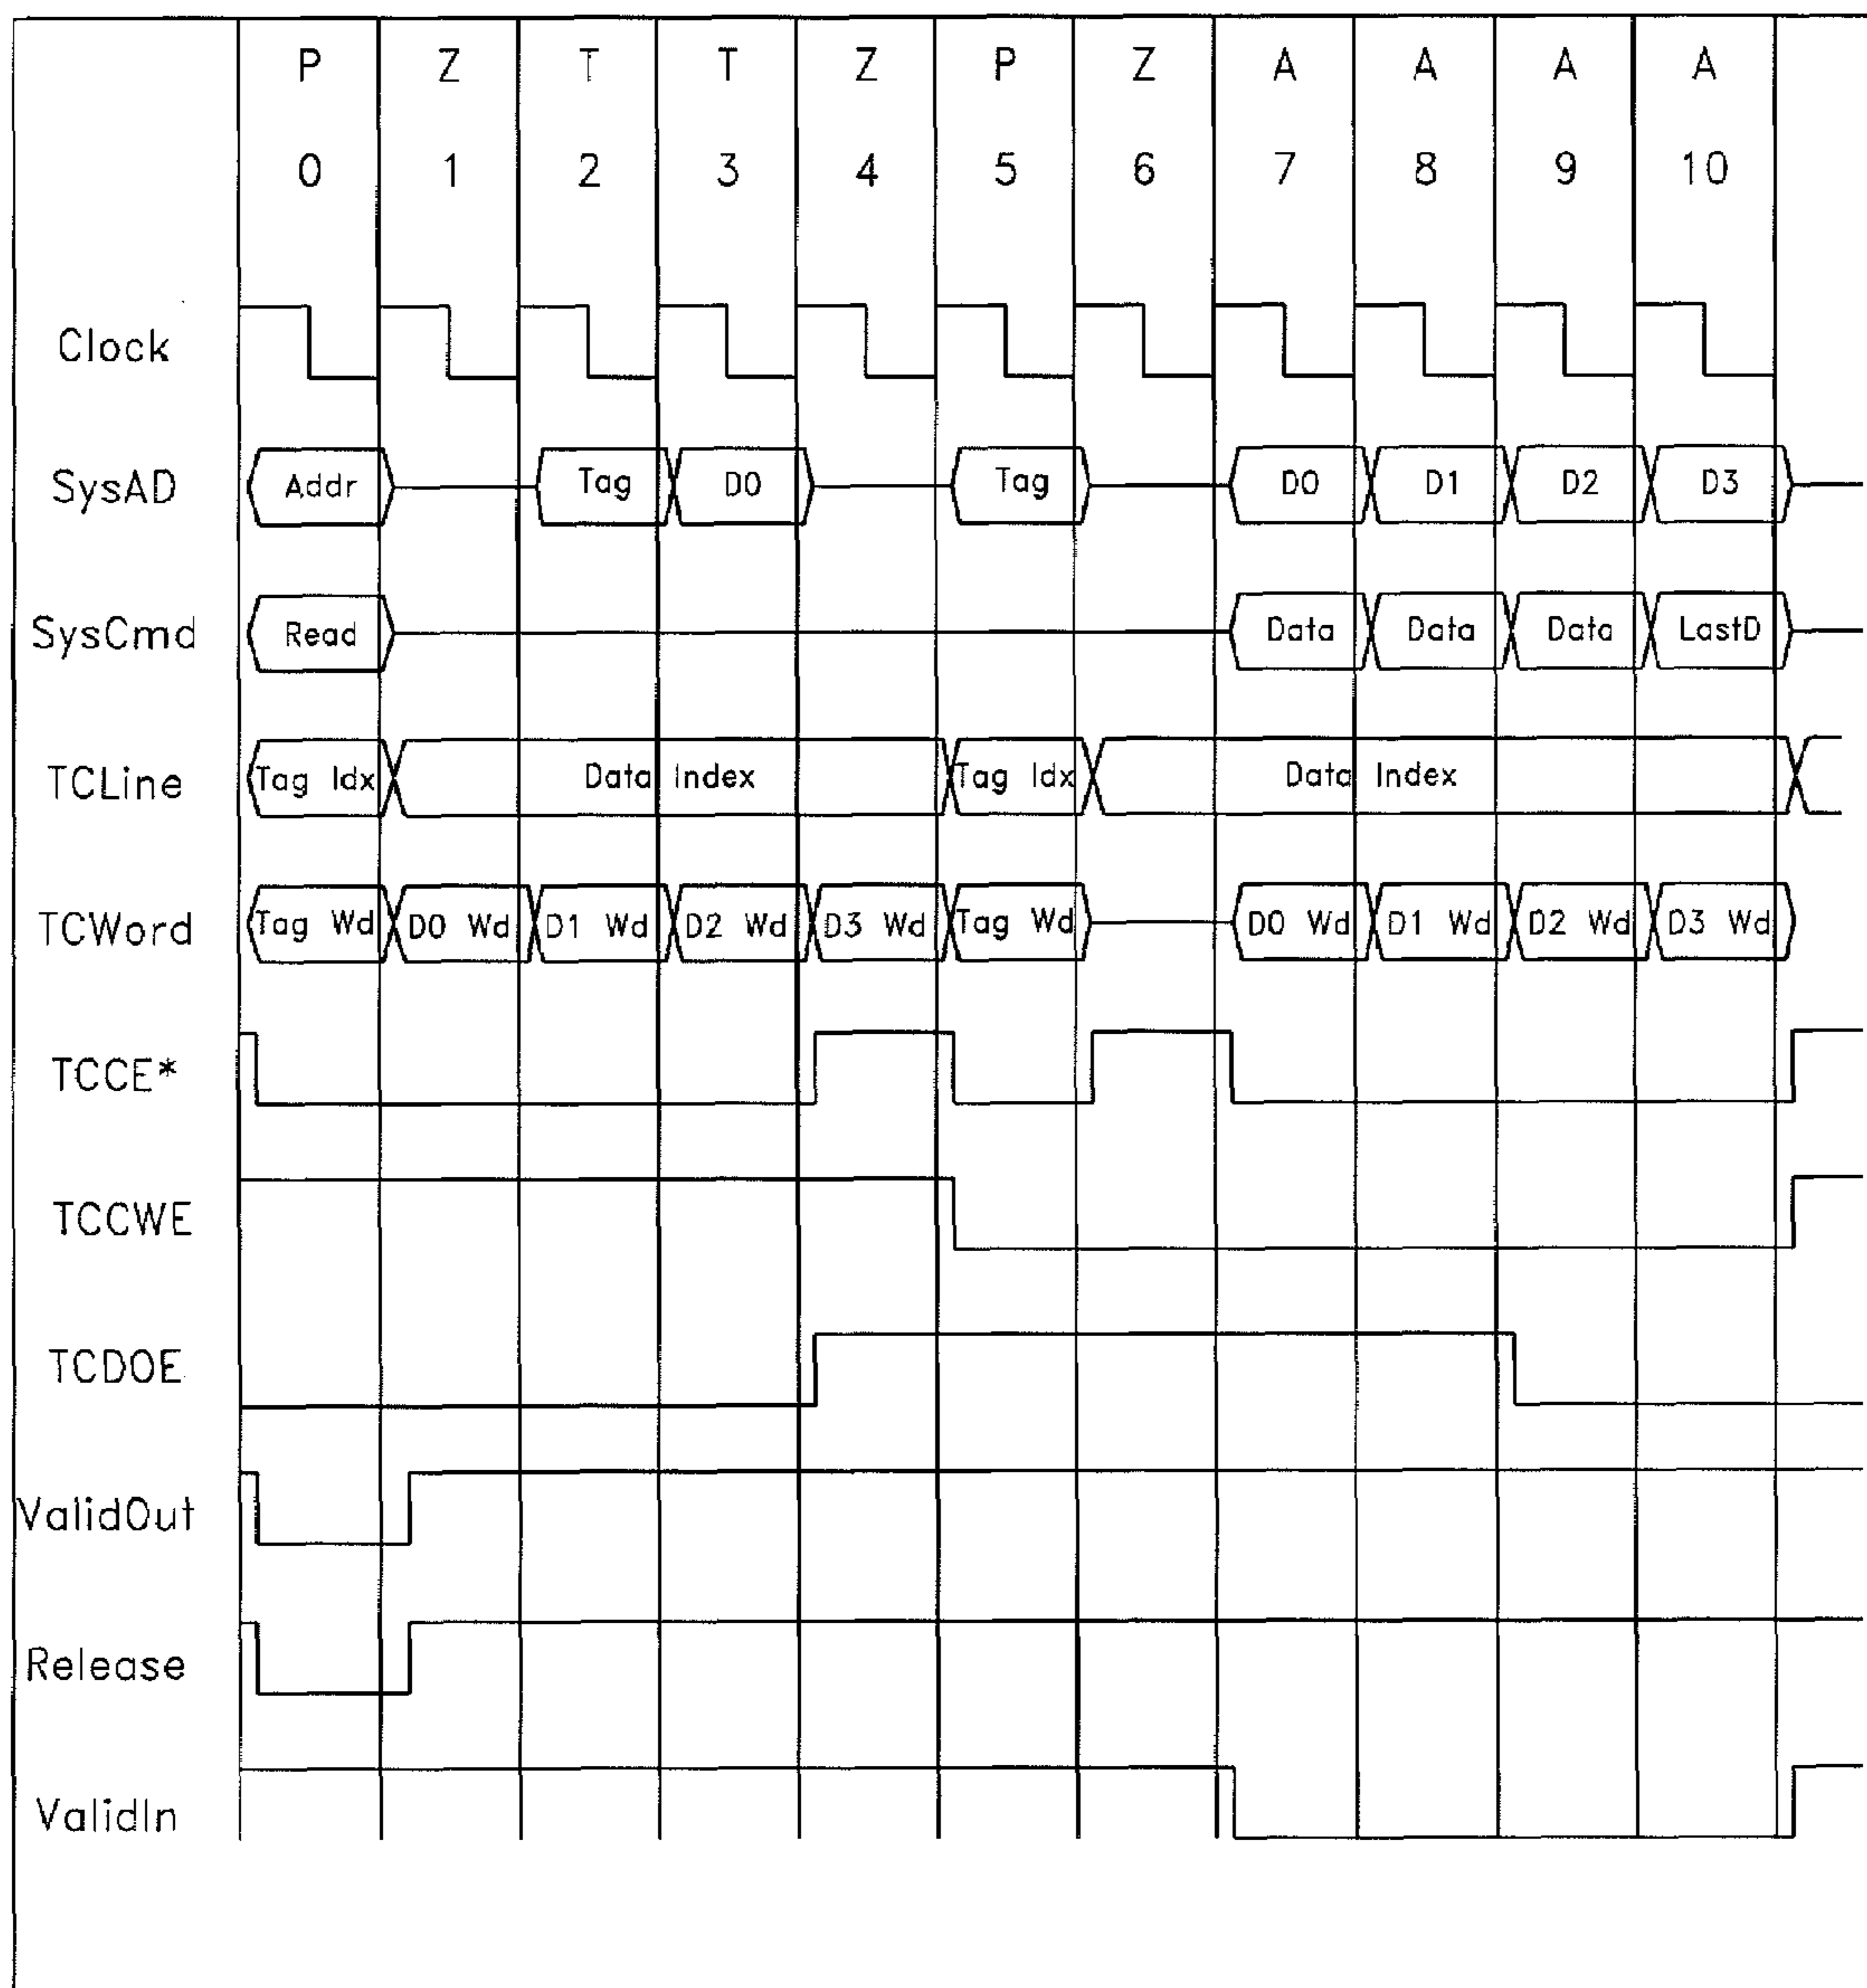 P Z T T Z P Z A A A A
0 1 2 3 4 5 6 7 8 9 10
Clock
SysAD Addr Tag D0 Tag D0 D1 D2 D3
SysCmd Read Data Data Data LastD
TCLine Tag Idx Data Index Tag Idx Data Index
TCWord Tag Wd D0 Wd D1 Wd D2 Wd D3 Wd Tag Wd D0 Wd D1 Wd D2 Wd D3 Wd
TCCE*
TCCWE
TCDOE
ValidOut
Release
ValidIn